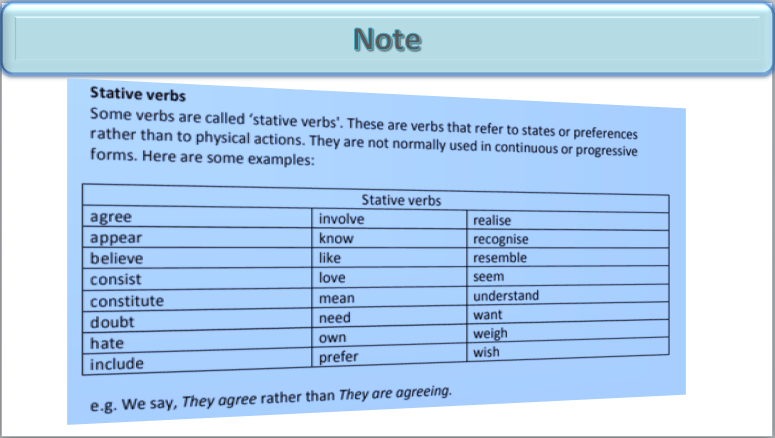 Note
Stative verbs
Some verbs are called 'stative verbs'. These are verbs that refer to states or preferences
rather than to physical actions. They are not normally used in continuous or progressive
forms. Here are some examples:
Stative verbs
agree involve realise
appear know recognise
believe like resemble
consist love seem
constitute mean understand
doubt need want
hate own weigh
include prefer wish
e.g. We say, They agree rather than They are agreeing.